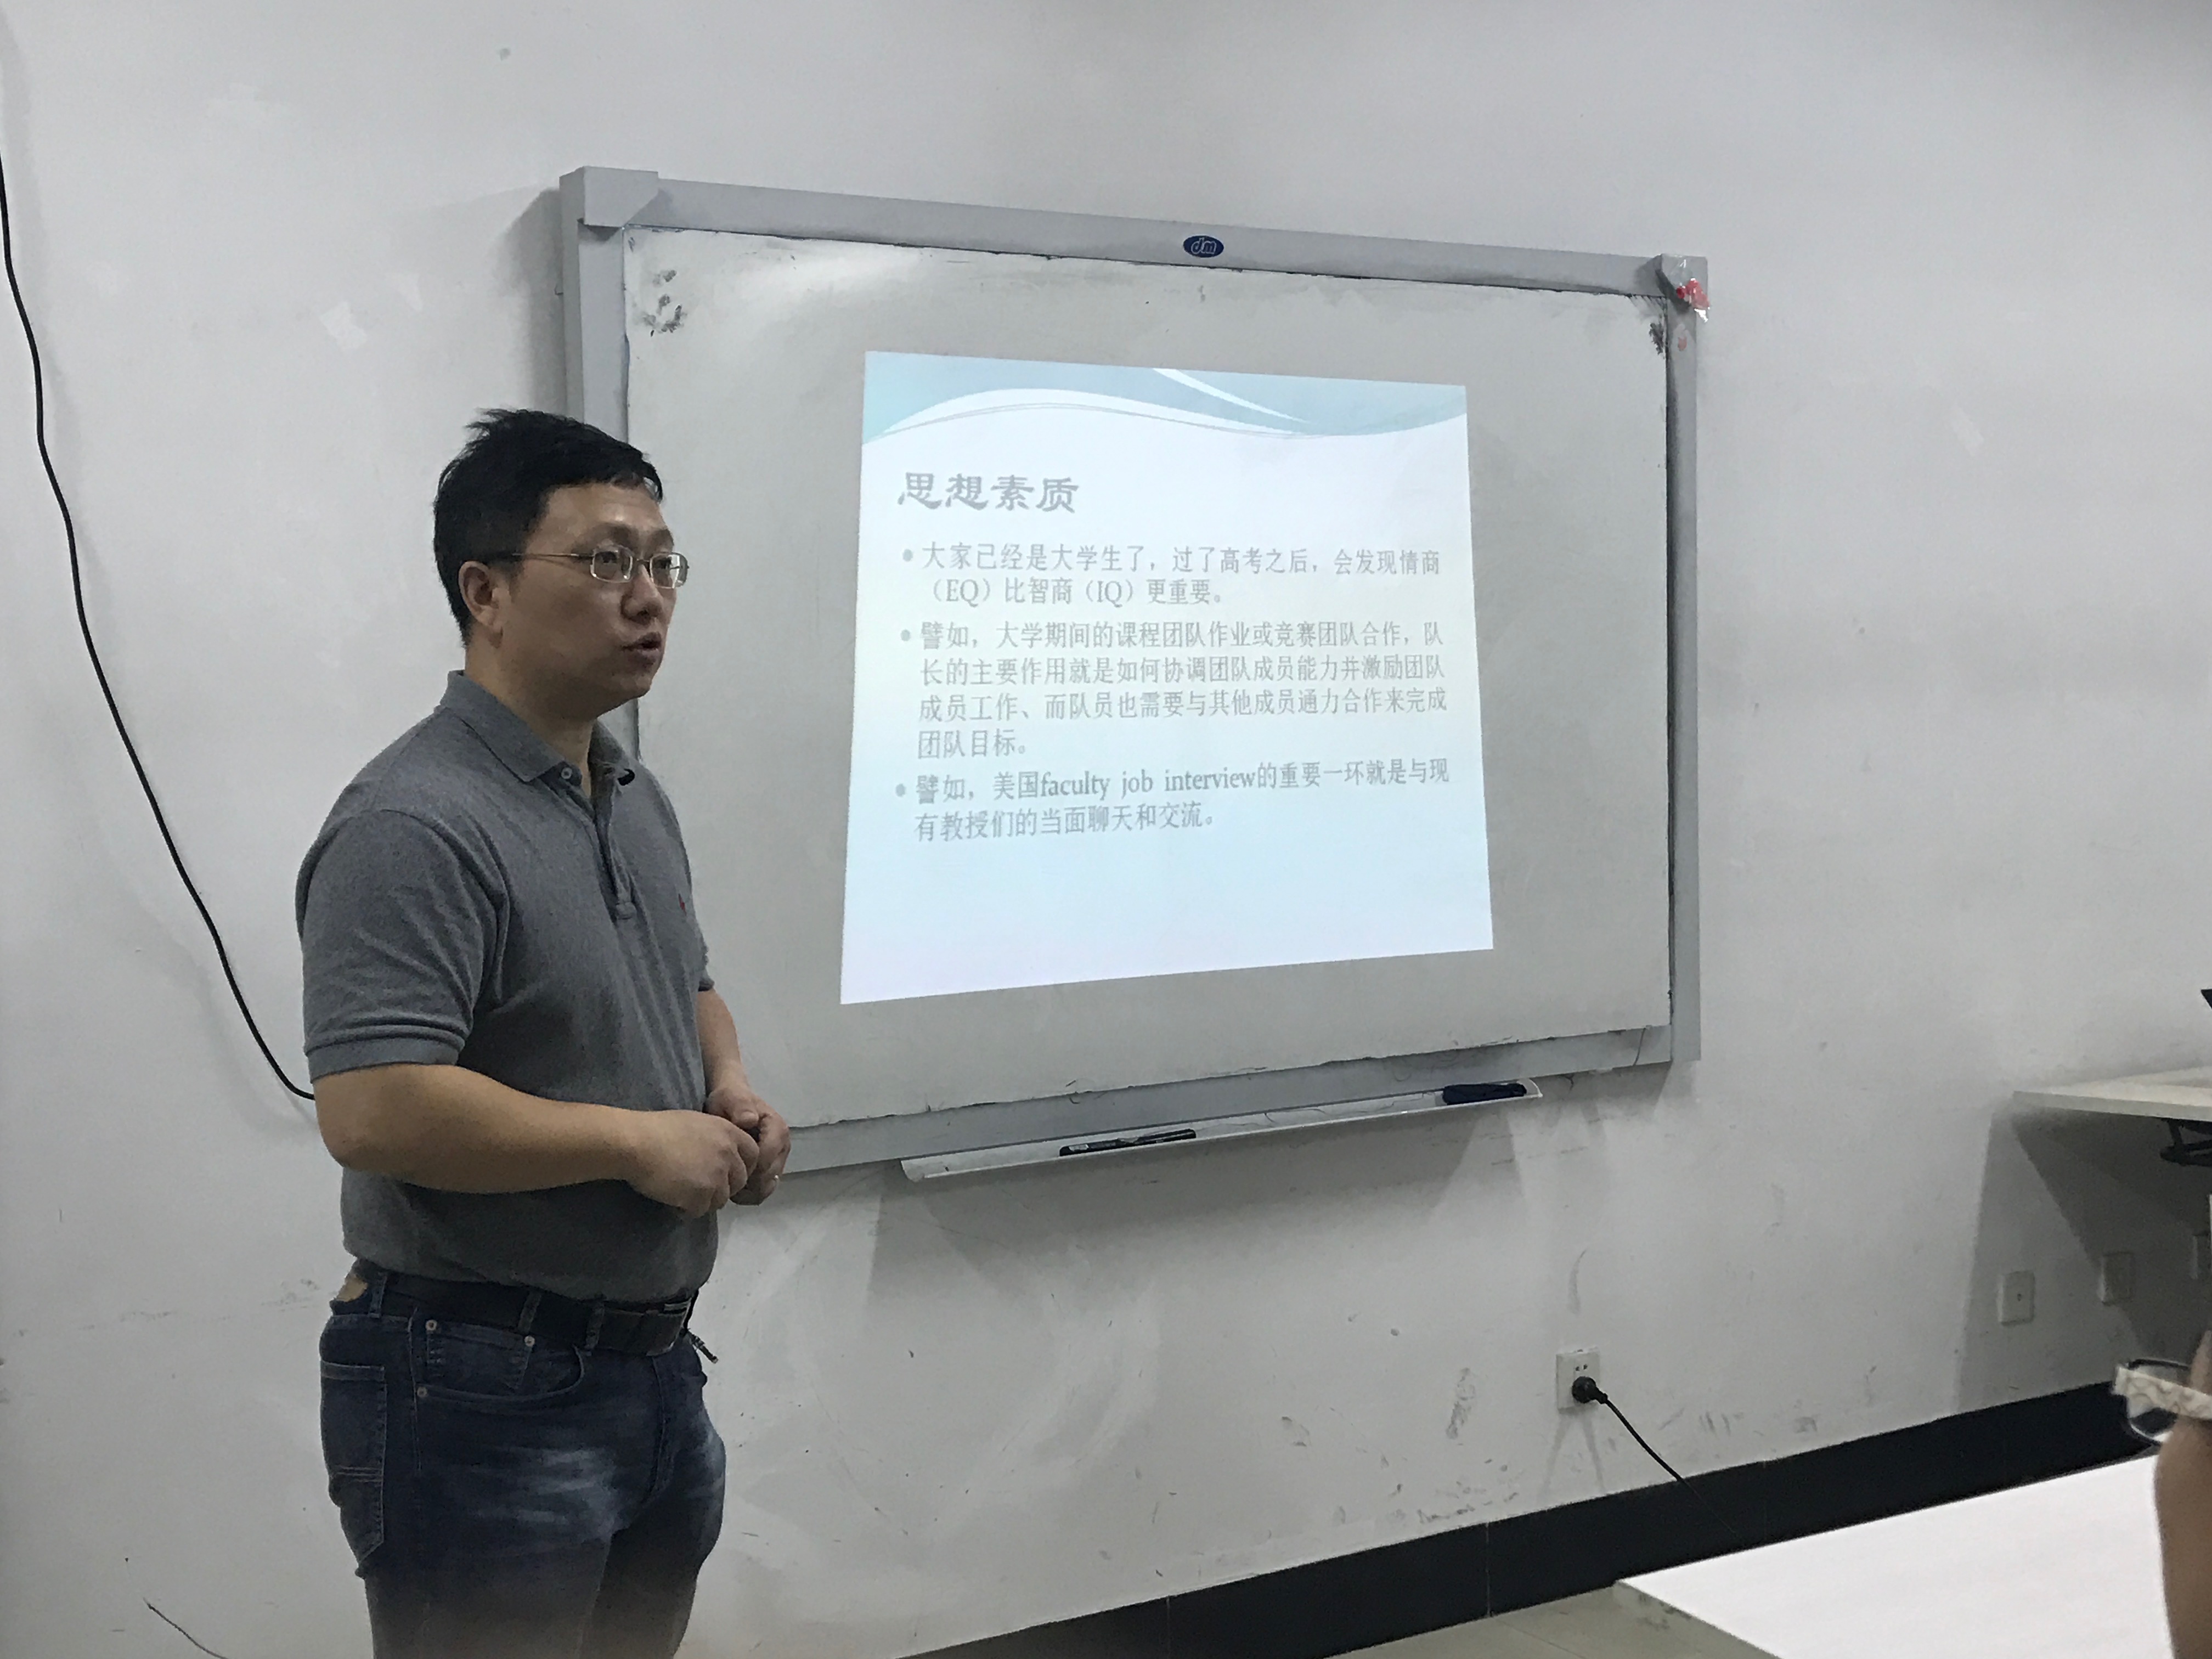 dm
思想素质
• 大家已经是大学生了，过了高考之后，会发现情商
（EQ）比智商（IQ）更重要。
• 譬如，大学期间的课程团队作业或竞赛团队合作，队
长的主要作用就是如何协调团队成员能力并激励团队
成员工作、而队员也需要与其他成员通力合作来完成
团队目标。
• 譬如，美国faculty job interview的重要一环就是与现
有教授们的当面聊天和交流。